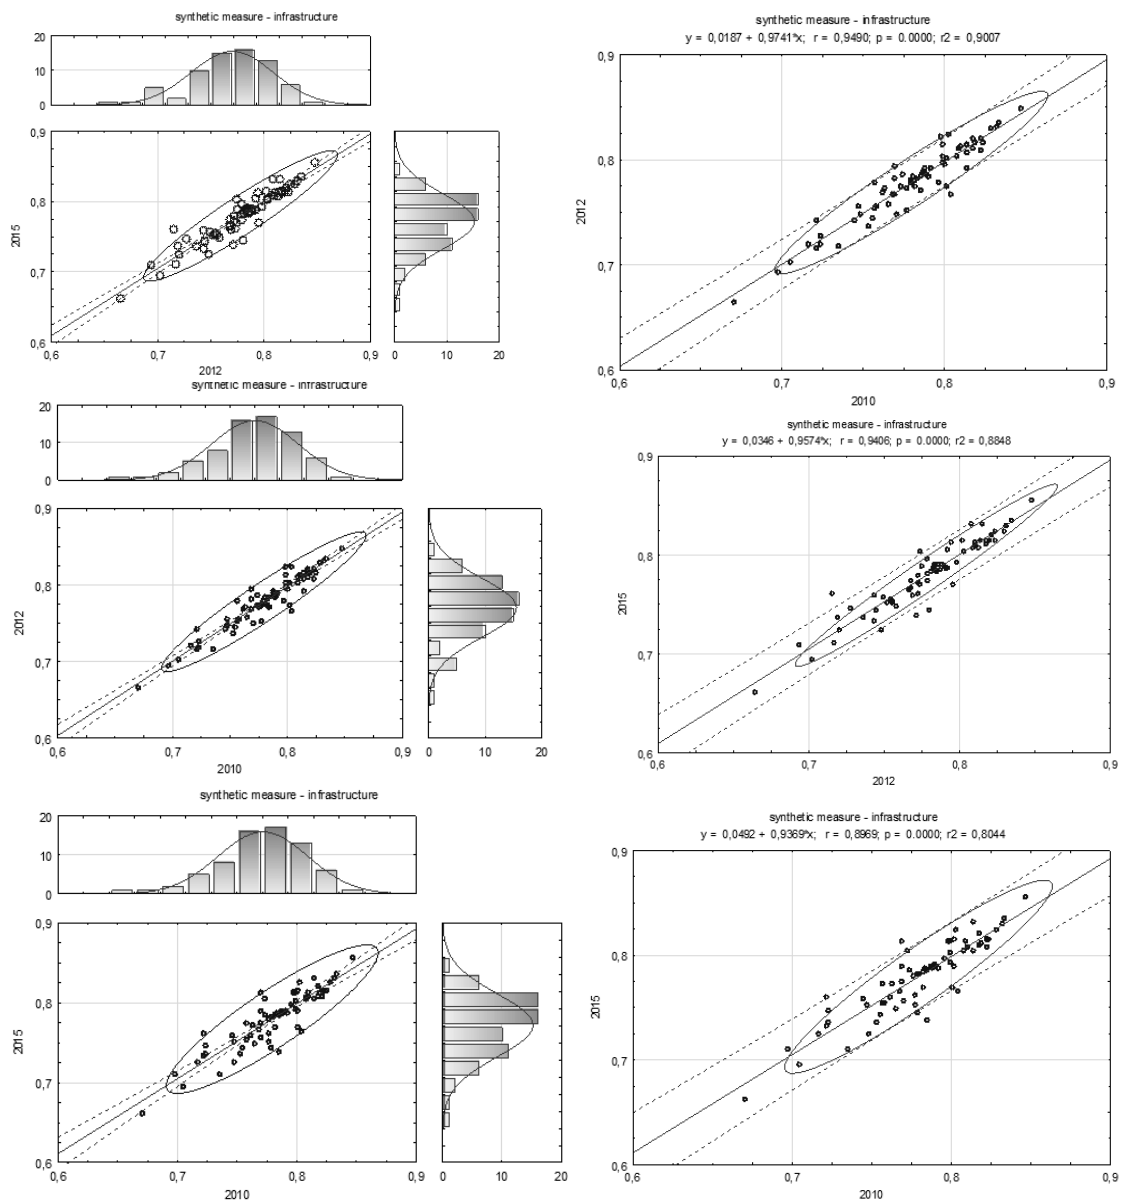 synthetic measure - infrastructure
20
10
0
0,9
0,8
0,7
0,6
2015
0,6 0,7 0,8 0,9
2012
0 10 20
synthetic measure - infrastructure
y = 0,0187 + 0,9741*x; r = 0,9490; p = 0.0000; r2 = 0,9007
0,9
0,8
0,7
0,6
2012
0,6 0,7 0,8 0,9
2010
synthetic measure - infrastructure
20
10
0
0,9
0,8
0,7
0,6
2012
0,6 0,7 0,8 0,9
2010
0 10 20
synthetic measure - infrastructure
y = 0,0346 + 0,9574*x; r = 0,9406; p = 0.0000; r2 = 0,8848
0,9
0,8
0,7
0,6
2015
0,6 0,7 0,8 0,9
2012
synthetic measure - infrastructure
20
10
0
0,9
0,8
0,7
0,6
2015
0,6 0,7 0,8 0,9
2010
0 10 20
synthetic measure - infrastructure
y = 0,0492 + 0,9369*x; r = 0,8969; p = 0.0000; r2 = 0,8044
0,9
0,8
0,7
0,6
2015
0,6 0,7 0,8 0,9
2010